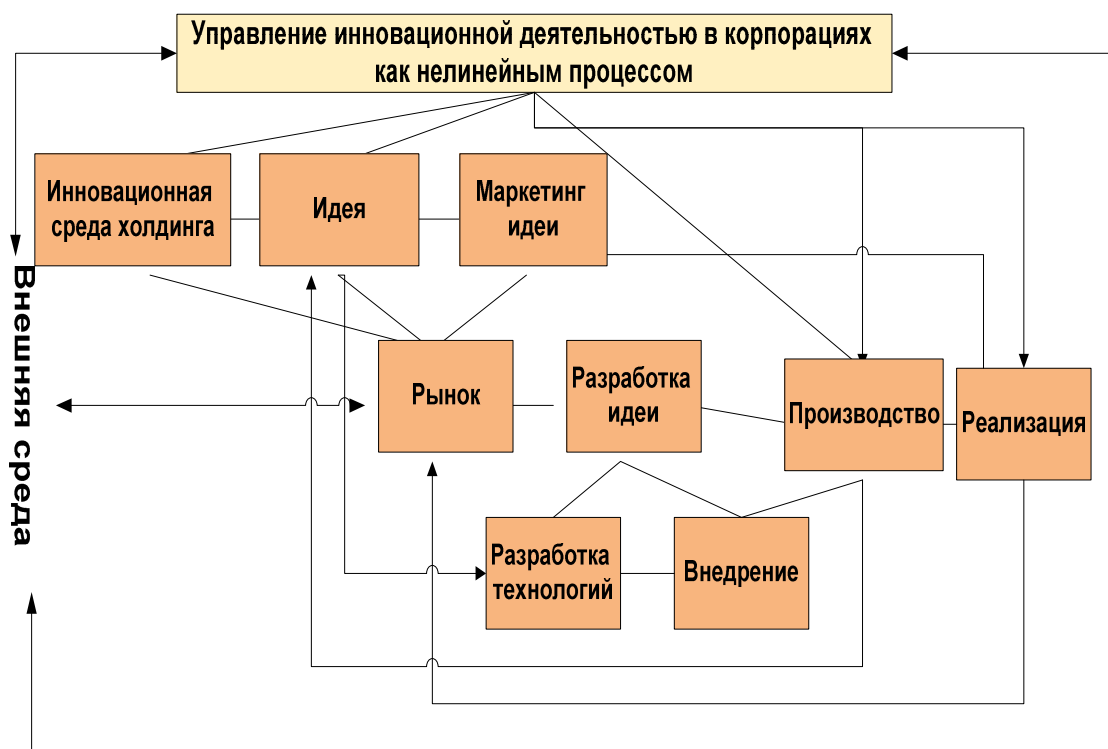 Управление инновационной деятельностью в корпорациях
как нелинейным процессом
Инновационная
среда холдинга
Идея
Маркетинг
идеи
Внешняя среда
Рынок
Разработка
идеи
Производство
Реализация
Разработка
технологий
Внедрение